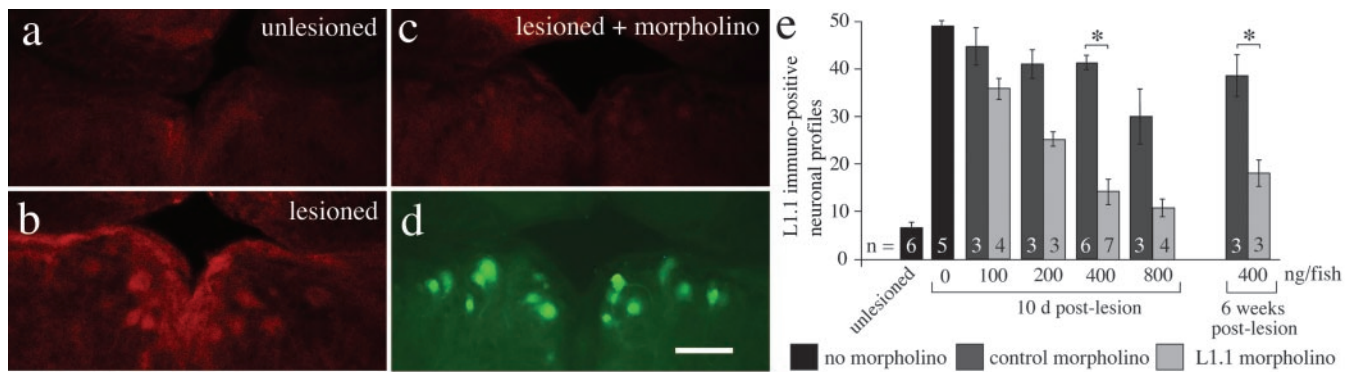 a
unlesioned
b
lesioned
c
lesioned + morpholino
d
e
L1.1 immuno-positive
neuronal profiles
50
40
30
20
10
0
n = 6 5 3 4 3 3 6 7 3 4 3 3
* *
unlesioned
0 100 200 400 800 400 ng/fish
10 d post-lesion
6 weeks
post-lesion
no morpholino control morpholino L1.1 morpholino